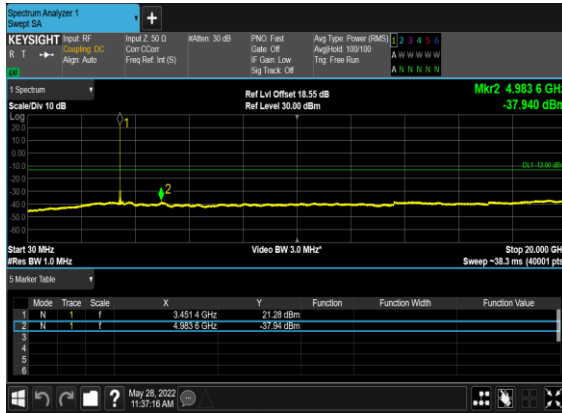 Spectrum Analyzer 1
Swept SA
+
KEYSIGHT Input: RF Input Z: 50 Ω #Atten: 30 dB PNO: Fast Avg Type: Power (RMS) 1 2 3 4 5 6
R T Coupling: DC Corr CCorr Gate: Off Avg|Hold: 100/100 A W W W W W
Align: Auto Freq Ref: Int (S) IF Gain: Low Trig: Free Run
LXI Sig Track: Off A N N N N N
1 Spectrum Ref Lvl Offset 18.55 dB Mkr2 4.983 6 GHz
Scale/Div 10 dB Ref Level 30.00 dBm -37.940 dBm
Log
20.0
1
10.0
0.00
-10.0
DL1 -13.00 dBm
-20.0
-30.0
2
-40.0
-50.0
-60.0
Start 30 MHz Video BW 3.0 MHz* Stop 20.000 GHz
#Res BW 1.0 MHz Sweep ~38.3 ms (40001 pts)
5 Marker Table
Mode Trace Scale X Y Function Function Width Function Value
1 N 1 f 3.451 4 GHz 21.28 dBm
2 N 1 f 4.983 6 GHz -37.94 dBm
3
4
5
6
? May 28, 2022
11:37:16 AM